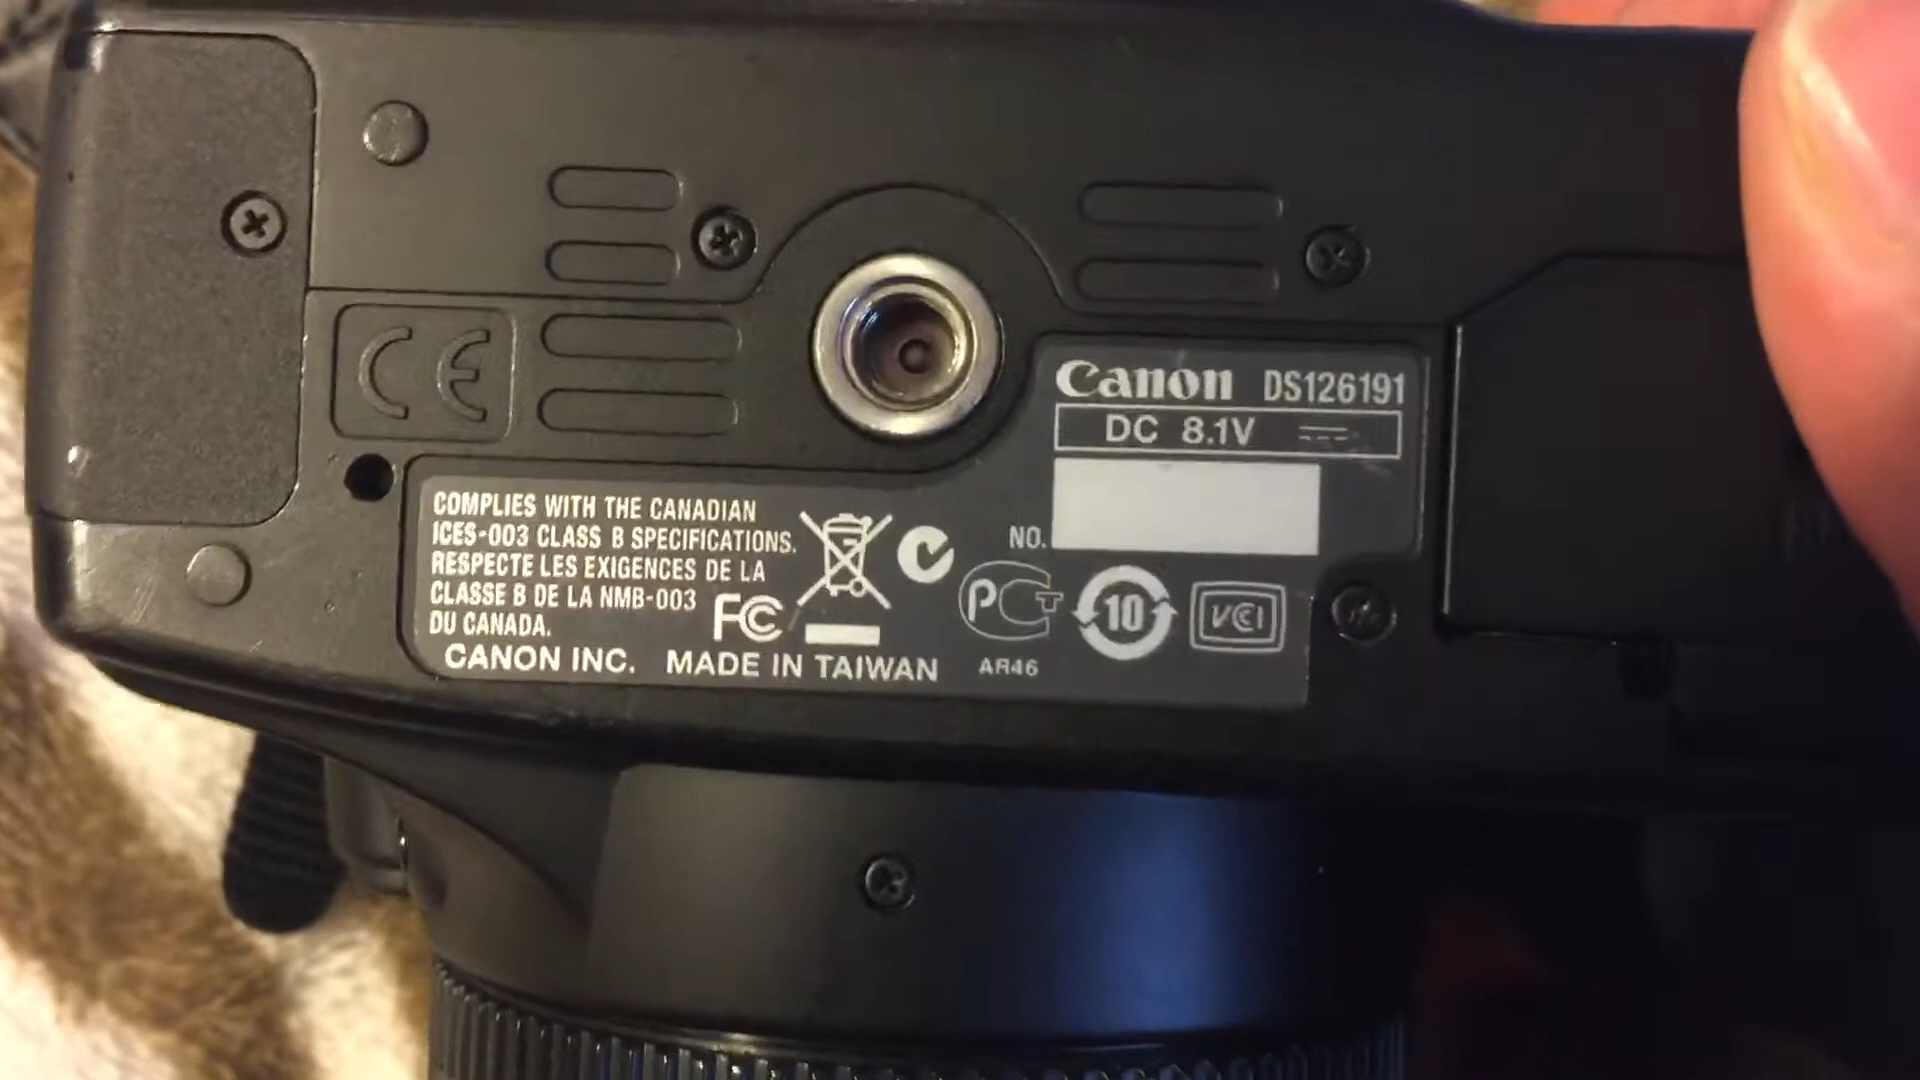 Canon DS126191
DC 8.1V
NO.
COMPLIES WITH THE CANADIAN
ICES-003 CLASS B SPECIFICATIONS.
RESPECTE LES EXIGENCES DE LA
CLASSE B DE LA NMB-003
DU CANADA.
FC
CANON INC. MADE IN TAIWAN
PCT
AR46
10
VCI
CE